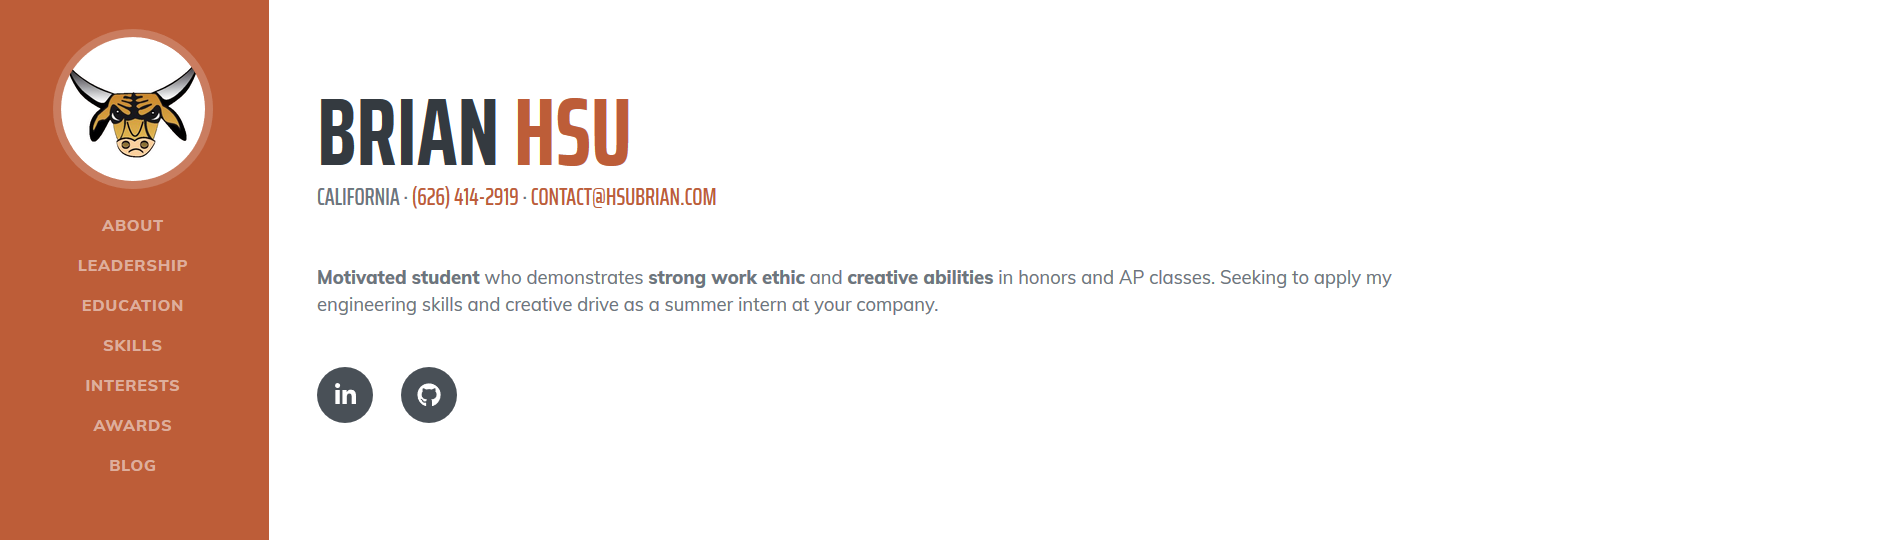 ABOUT
LEADERSHIP
EDUCATION
SKILLS
INTERESTS
AWARDS
BLOG
BRIAN HSU
CALIFORNIA · (626) 414-2919 · CONTACT@HSUBRIAN.COM
Motivated student who demonstrates strong work ethic and creative abilities in honors and AP classes. Seeking to apply my
engineering skills and creative drive as a summer intern at your company.
in